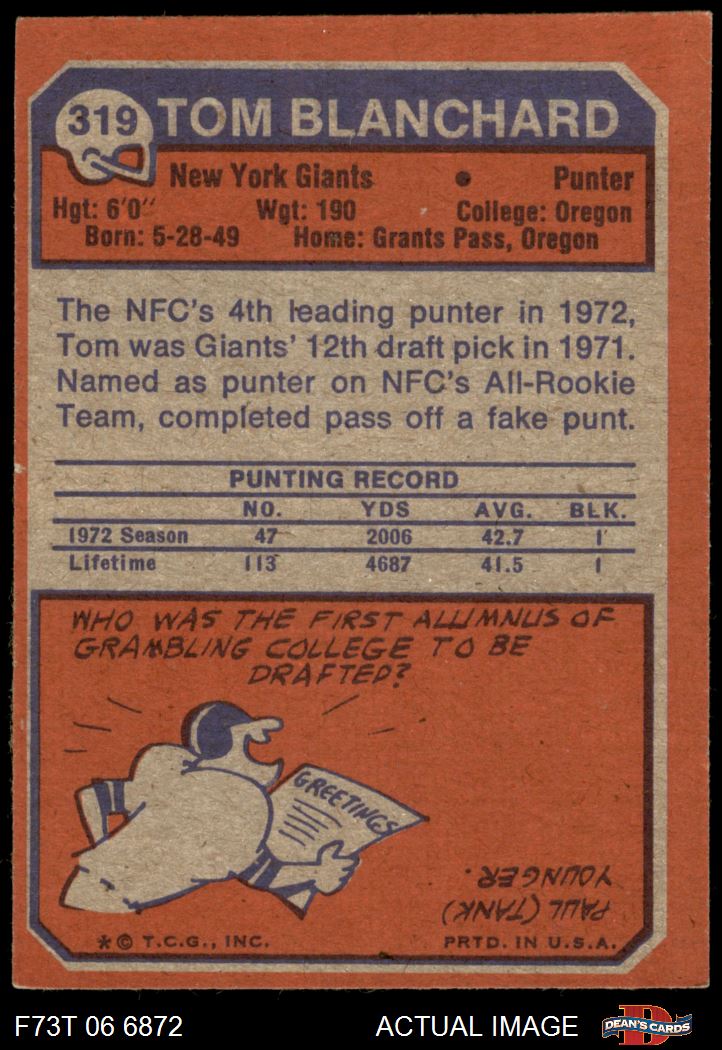 319 TOM BLANCHARD
New York Giants • Punter
Hgt: 6'0" Wgt: 190 College: Oregon
Born: 5-28-49 Home: Grants Pass, Oregon
The NFC's 4th leading punter in 1972,
Tom was Giants' 12th draft pick in 1971.
Named as punter on NFC's All-Rookie
Team, completed pass off a fake punt.
PUNTING RECORD
NO. YDS AVG. BLK.
1972 Season 47 2006 42.7 1
Lifetime 113 4687 41.5 1
WHO WAS THE FIRST ALUMNUS OF
GRAMBLING COLLEGE TO BE
DRAFTED?
GREETINGS
PAUL (TANK)
YOUNGER.
* © T.C.G., INC. PRTD. IN U.S.A.
F73T 06 6872 ACTUAL IMAGE D DEAN'S CARDS